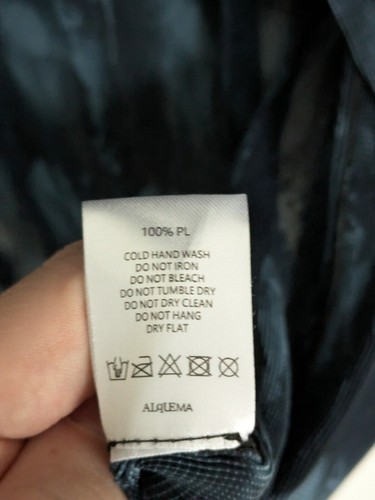 100% PL
COLD HAND WASH
DO NOT IRON
DO NOT BLEACH
DO NOT TUMBLE DRY
DO NOT DRY CLEAN
DO NOT HANG
DRY FLAT
ALqUEMA